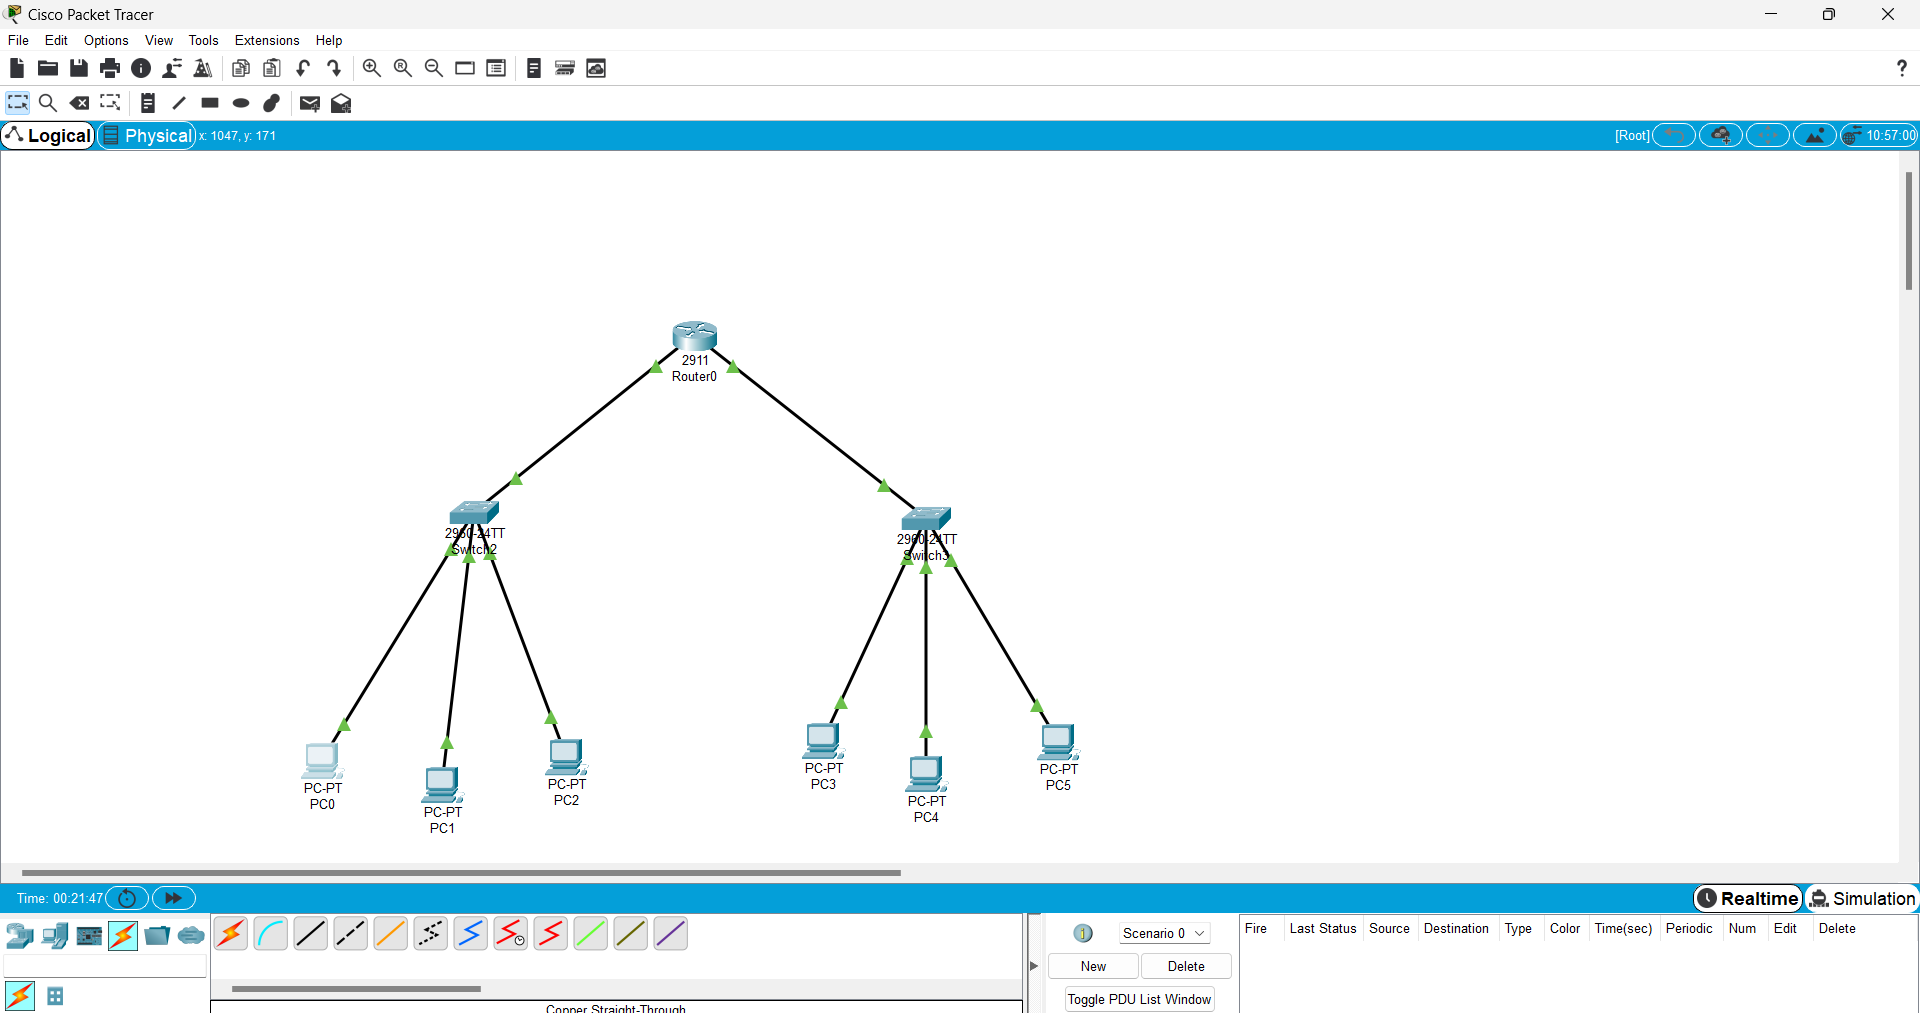 Cisco Packet Tracer
File Edit Options View Tools Extensions Help
?
Logical Physical x: 1047, y: 171 [Root] 10:57:00
2911
Router0
2960-24TT
Switch2
2960-24TT
Switch3
PC-PT
PC0
PC-PT
PC1
PC-PT
PC2
PC-PT
PC3
PC-PT
PC4
PC-PT
PC5
Time: 00:21:47 Realtime Simulation
1 Scenario 0
New Delete
Toggle PDU List Window
Fire Last Status Source Destination Type Color Time(sec) Periodic Num Edit Delete
Copper Straight-Through